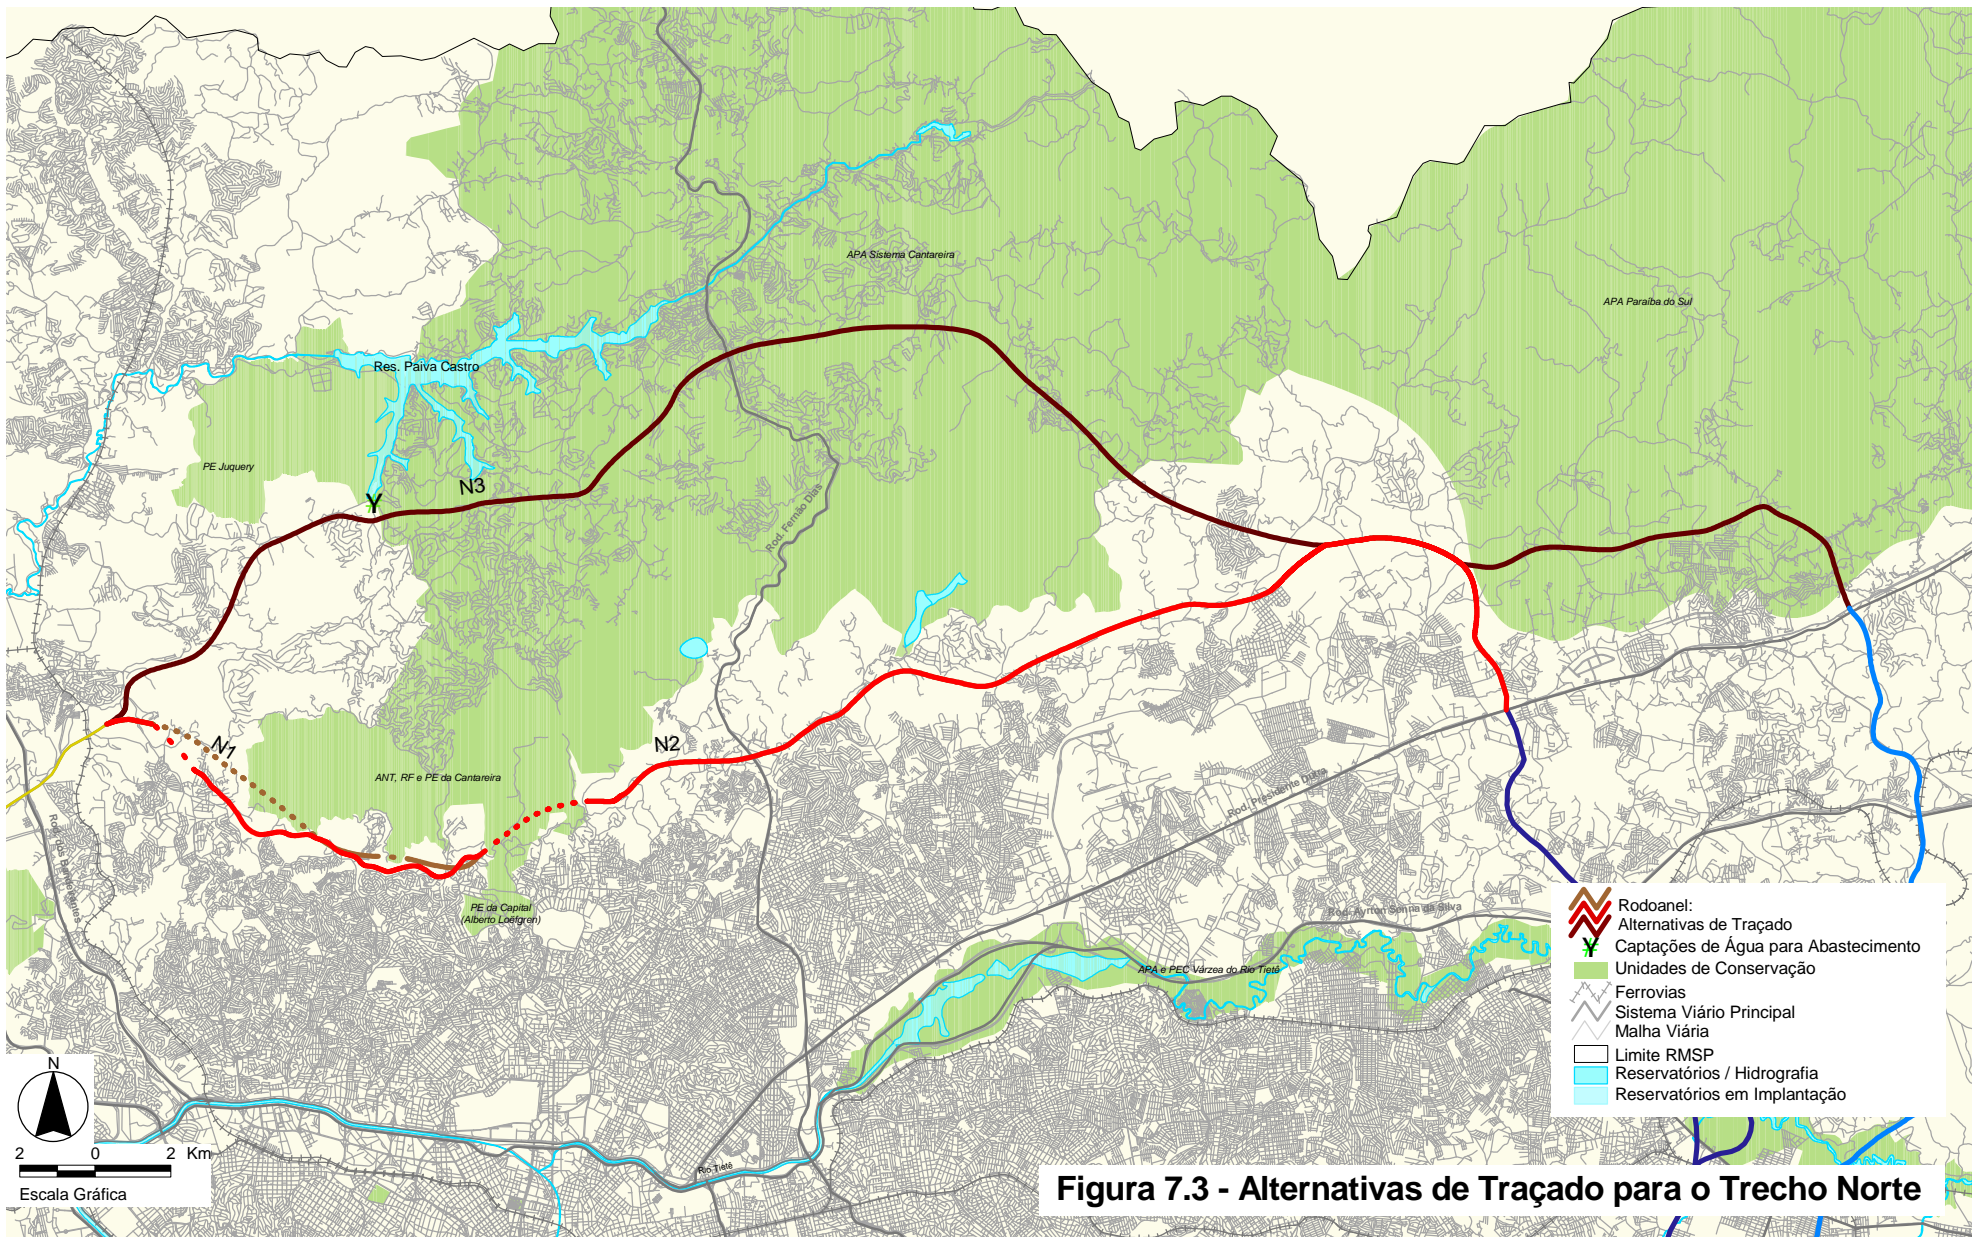 APA Sistema Cantareira
APA Paraíba do Sul
Res. Paiva Castro
PE Juquery
N3
Rod. Fernão Dias
N1
N2
ANT, RF e PE da Cantareira
Rod. Presidente Dutra
Rod. dos Bandeirantes
PE da Capital
(Alberto Loëfgren)
Rod. Ayrton Senna da Silva
APA e PEC Várzea do Rio Tietê
Rio Tietê
Rodoanel:
Alternativas de Traçado
Captações de Água para Abastecimento
Unidades de Conservação
Ferrovias
Sistema Viário Principal
Malha Viária
Limite RMSP
Reservatórios / Hidrografia
Reservatórios em Implantação
N
2 0 2 Km
Escala Gráfica
Figura 7.3 - Alternativas de Traçado para o Trecho Norte